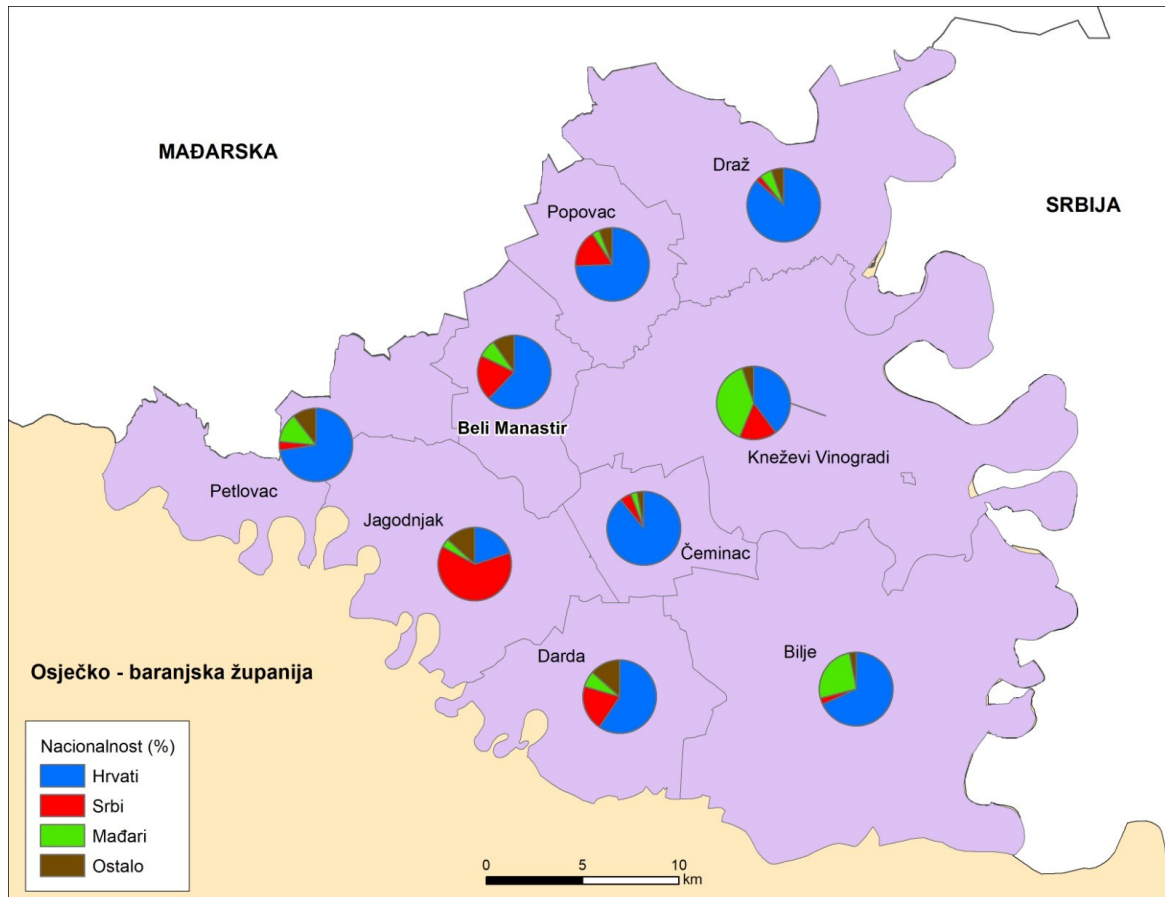 MAĐARSKA
Draž
SRBIJA
Popovac
Beli Manastir
Kneževi Vinogradi
Petlovac
Jagodnjak
Čeminac
Darda
Bilje
Osječko - baranjska županija
Nacionalnost (%)
Hrvati
Srbi
Mađari
Ostalo
0 5 10
km